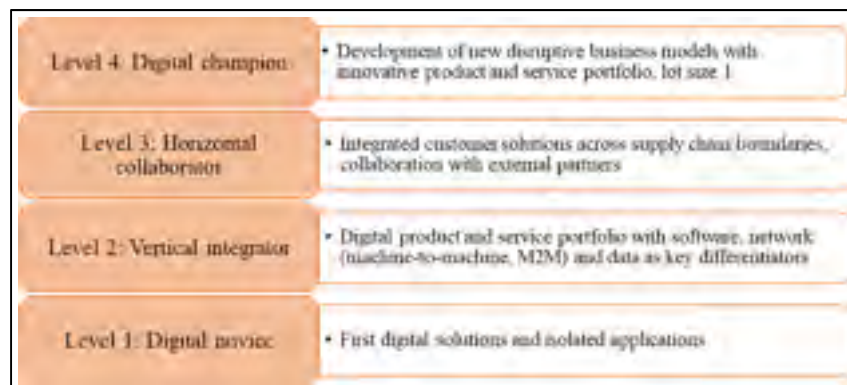 Level 4: Digital champion
• Development of new disruptive business models with
innovative product and service portfolio, lot size 1
Level 3: Horizontal
collaborator
• Integrated customer solutions across supply chain boundaries,
collaboration with external partners
Level 2: Vertical integrator
• Digital product and service portfolio with software, network
(machine-to-machine, M2M) and data as key differentiators
Level 1: Digital novice
• First digital solutions and isolated applications